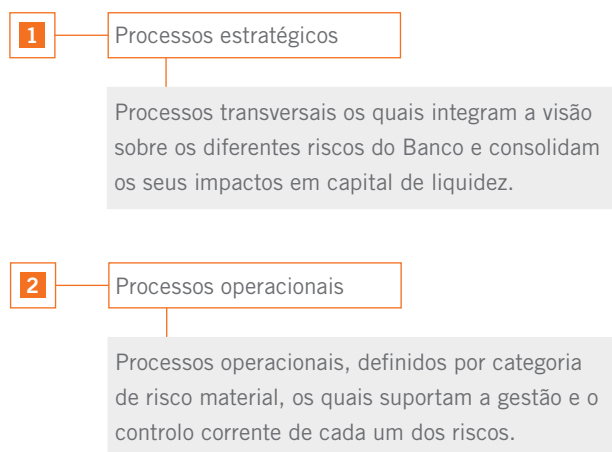 1
Processos estratégicos
Processos transversais os quais integram a visão
sobre os diferentes riscos do Banco e consolidam
os seus impactos em capital de liquidez.
2
Processos operacionais
Processos operacionais, definidos por categoria
de risco material, os quais suportam a gestão e o
controlo corrente de cada um dos riscos.